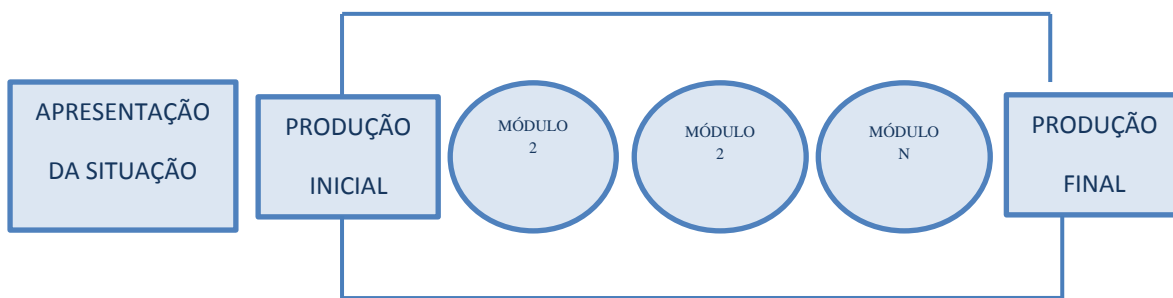 APRESENTAÇÃO
DA SITUAÇÃO
PRODUÇÃO
INICIAL
MÓDULO
2
MÓDULO
2
MÓDULO
N
PRODUÇÃO
FINAL